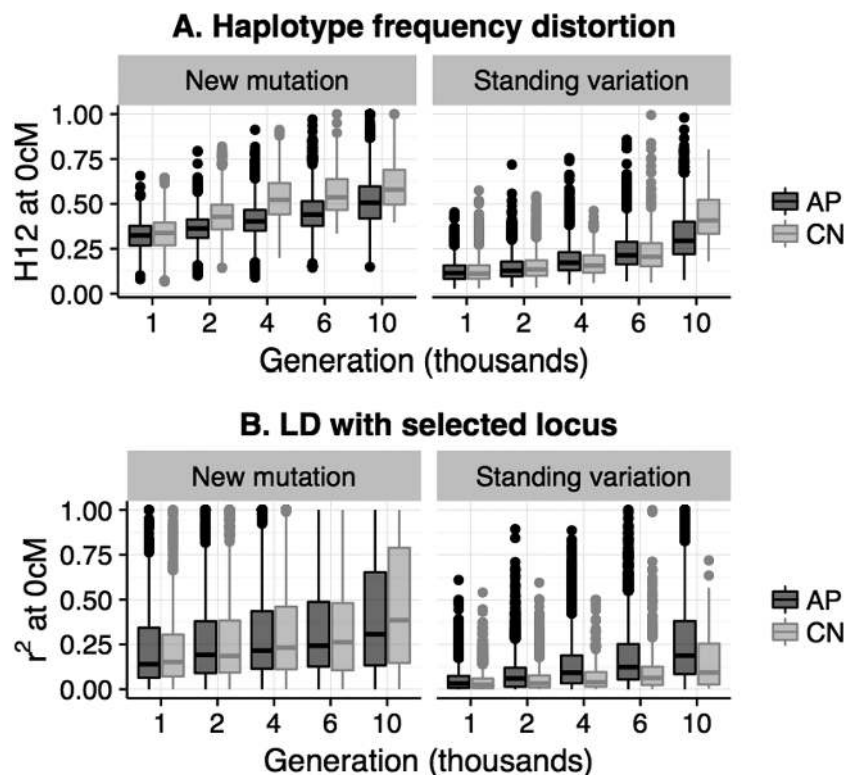 A. Haplotype frequency distortion
New mutation
Standing variation
H12 at 0cM
1.00
0.75
0.50
0.25
0.00
1 2 4 6 10
1 2 4 6 10
Generation (thousands)
AP
CN
B. LD with selected locus
New mutation
Standing variation
r² at 0cM
1.00
0.75
0.50
0.25
0.00
1 2 4 6 10
1 2 4 6 10
Generation (thousands)
AP
CN